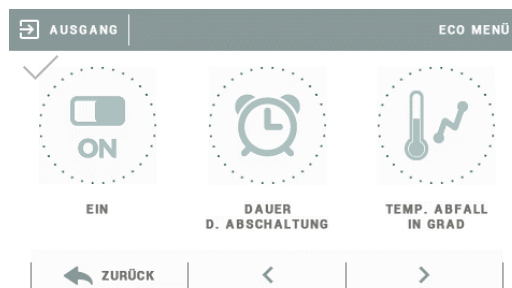 AUSGANG
ECO MENÜ
ON
EIN
DAUER
D. ABSCHALTUNG
TEMP. ABFALL
IN GRAD
ZURÜCK